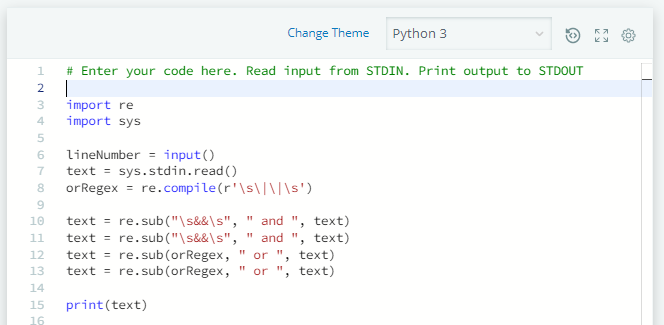 Change Theme Python 3
1 # Enter your code here. Read input from STDIN. Print output to STDOUT
2
3 import re
4 import sys
5
6 lineNumber = input()
7 text = sys.stdin.read()
8 orRegex = re.compile(r'\s\|\|\s')
9
10 text = re.sub("\s&&\s", " and ", text)
11 text = re.sub("\s&&\s", " and ", text)
12 text = re.sub(orRegex, " or ", text)
13 text = re.sub(orRegex, " or ", text)
14
15 print(text)
16